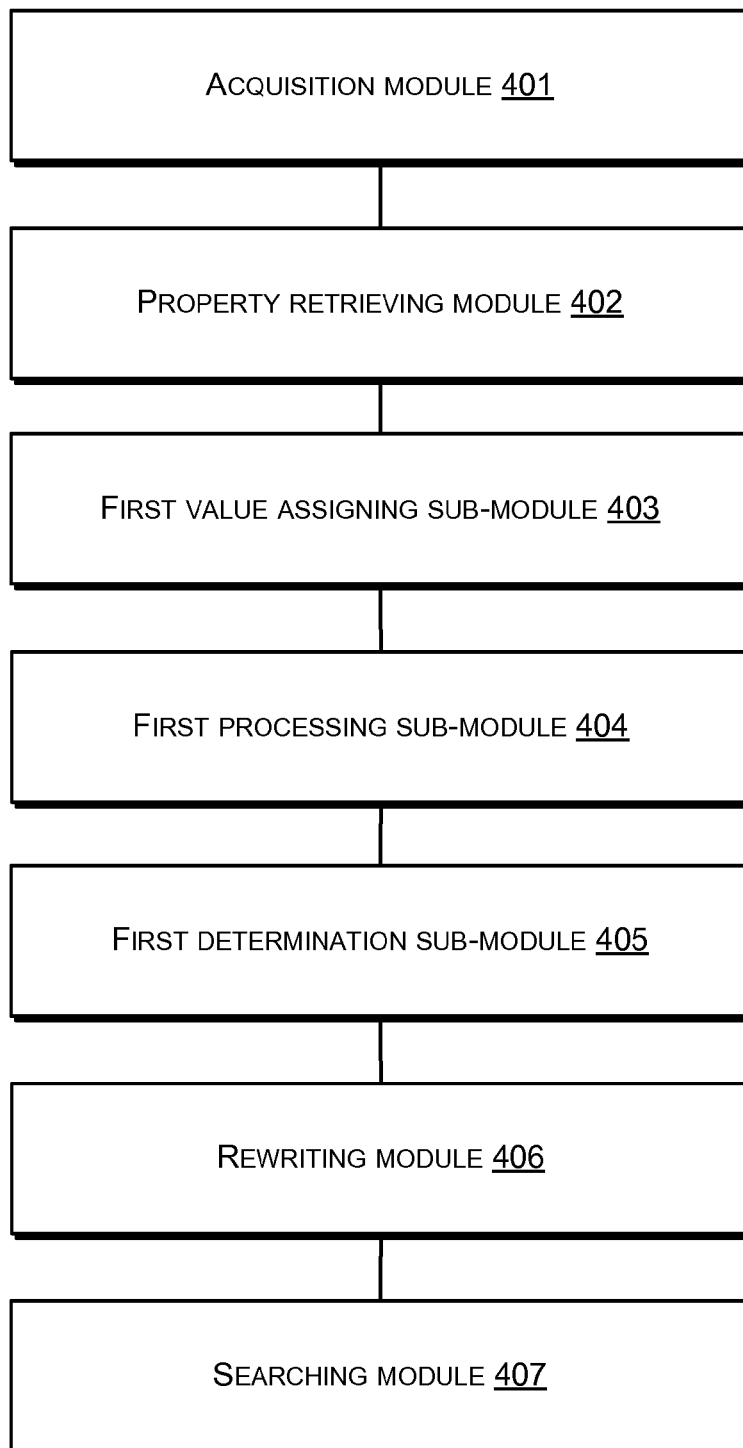 ACQUISITION MODULE 401
PROPERTY RETRIEVING MODULE 402
FIRST VALUE ASSIGNING SUB-MODULE 403
FIRST PROCESSING SUB-MODULE 404
FIRST DETERMINATION SUB-MODULE 405
REWRITING MODULE 406
SEARCHING MODULE 407